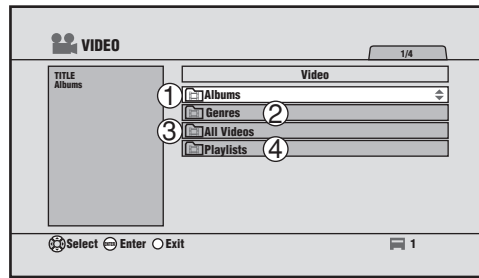 VIDEO
1/4
TITLE
Albums
Video
① Albums
Genres ②
③ All Videos
Playlists ④
Select ENTER Enter Exit
1